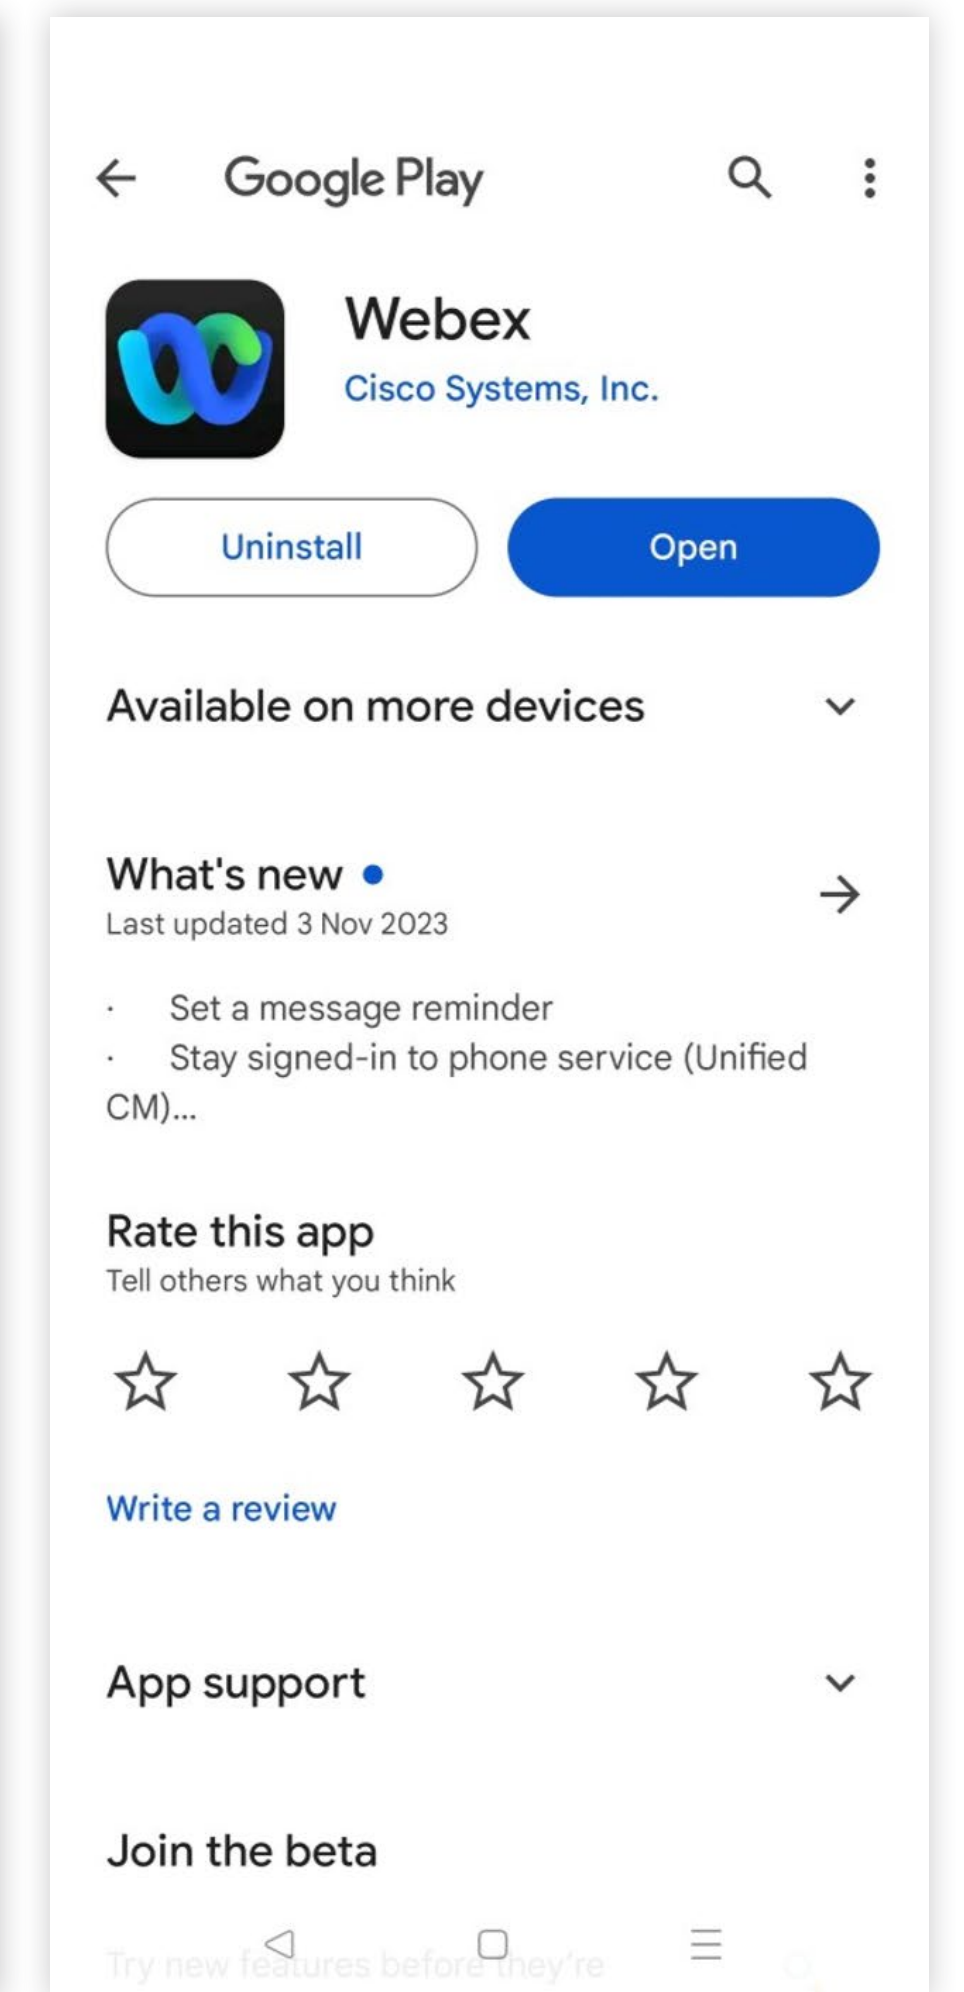 Google Play
Webex
Cisco Systems, Inc.
Uninstall
Open
Available on more devices
What's new
Last updated 3 Nov 2023
· Set a message reminder
· Stay signed-in to phone service (Unified
CM)...
Rate this app
Tell others what you think
Write a review
App support
Join the beta
Try new features before they're